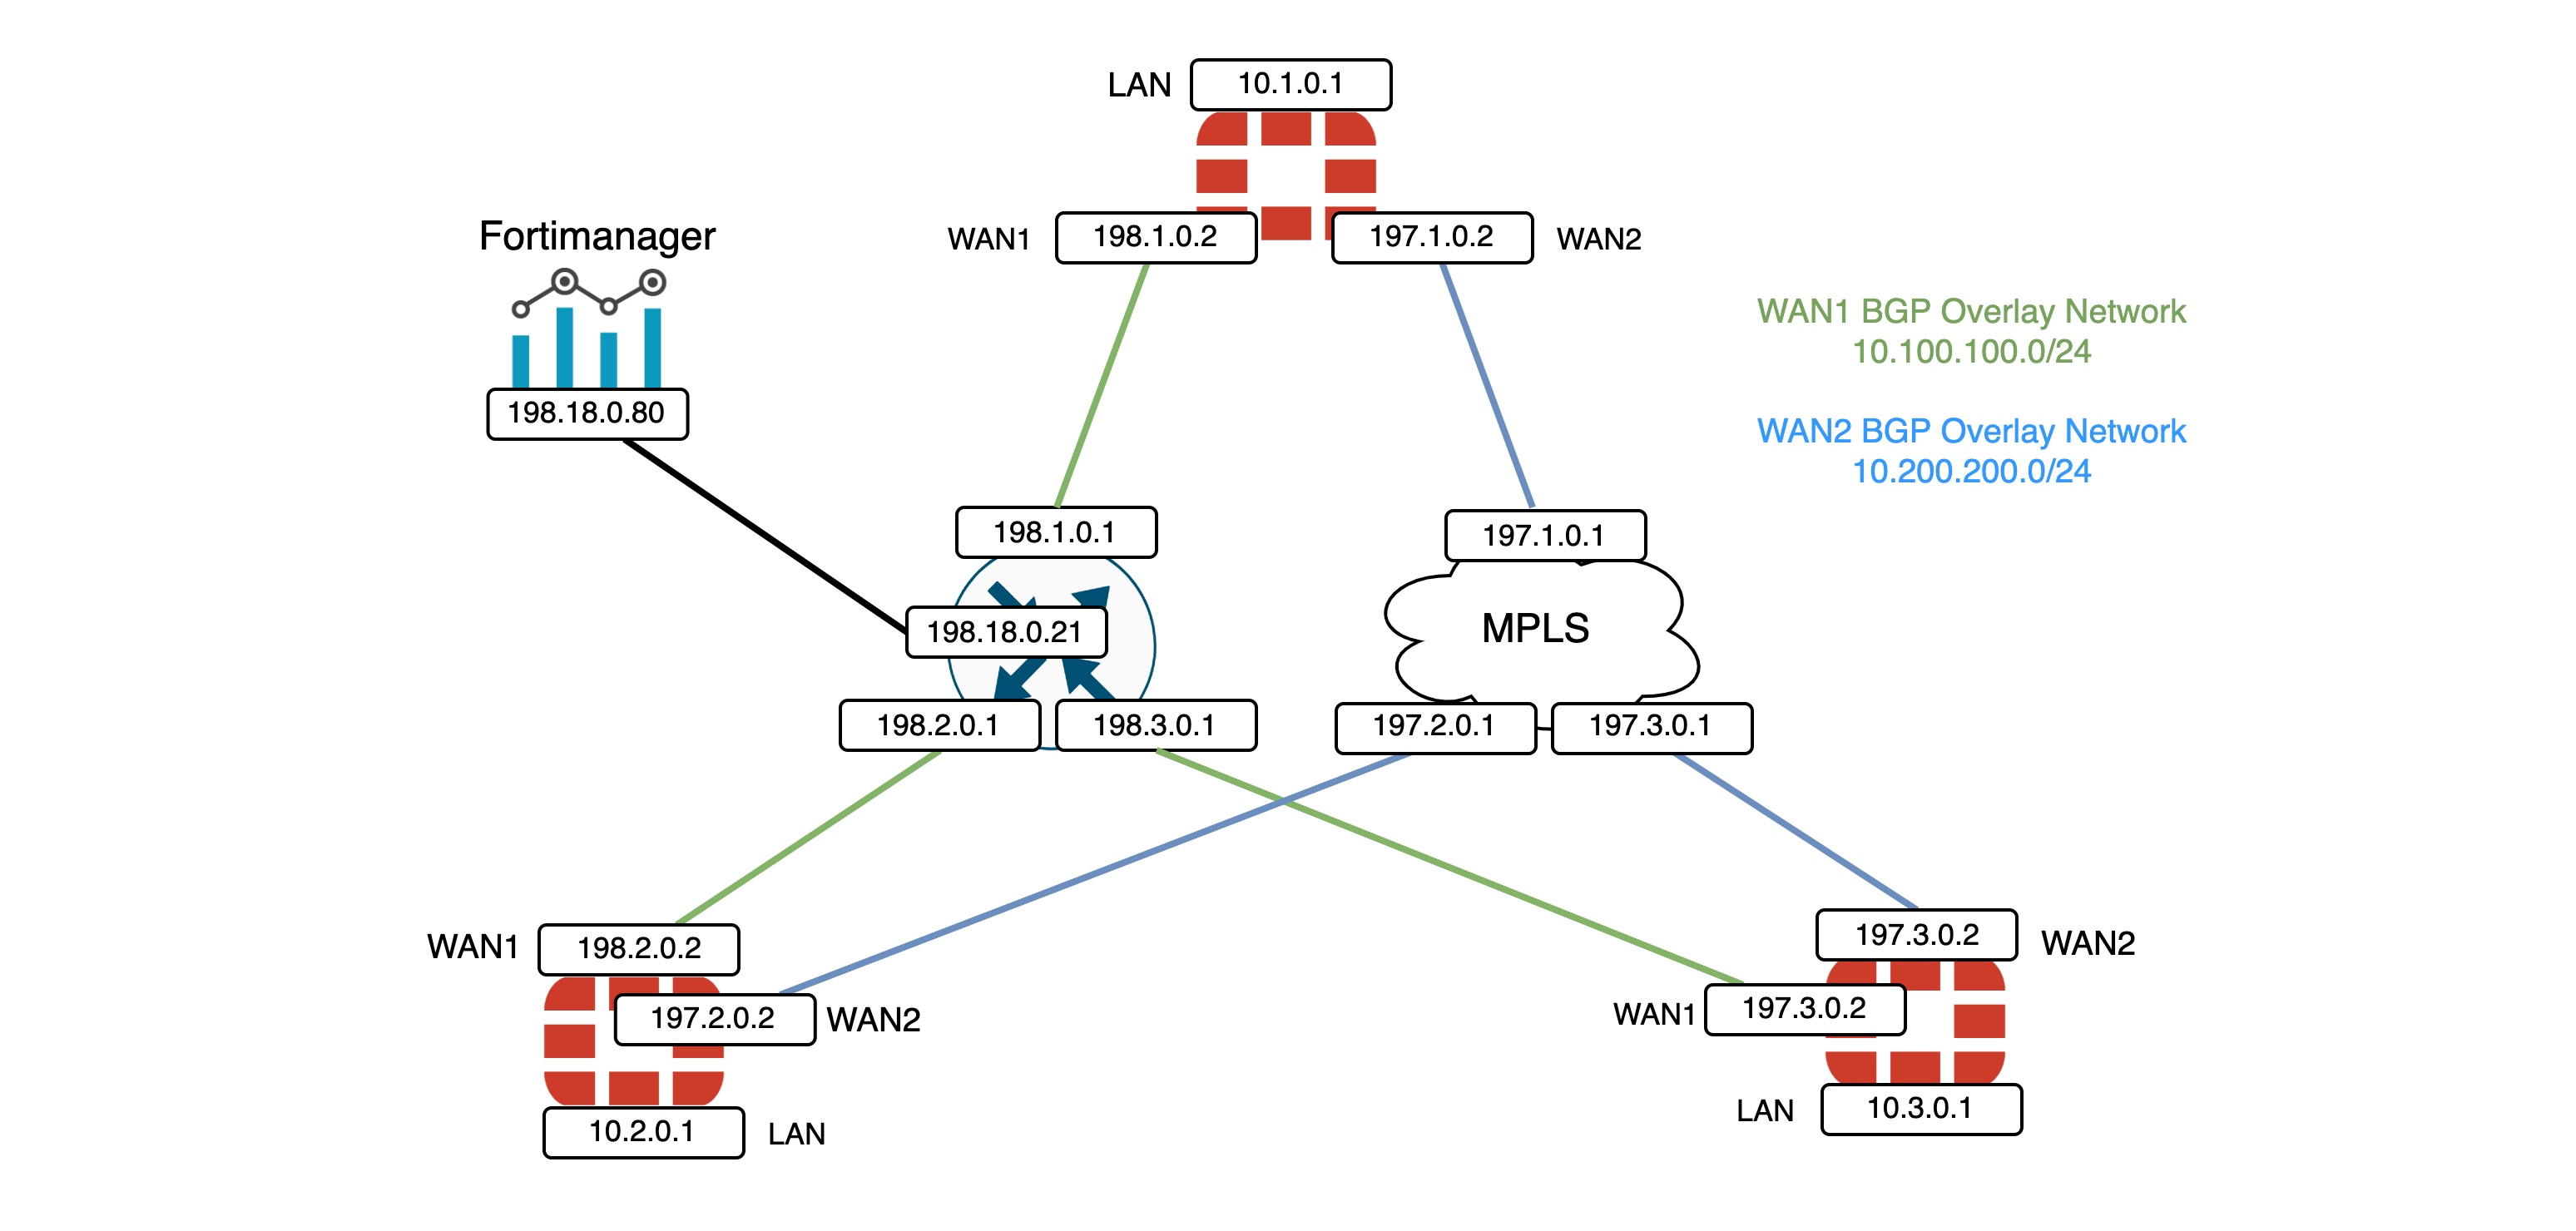 LAN
10.1.0.1
WAN1
198.1.0.2
197.1.0.2
WAN2
Fortimanager
198.18.0.80
WAN1 BGP Overlay Network
10.100.100.0/24
WAN2 BGP Overlay Network
10.200.200.0/24
198.1.0.1
197.1.0.1
198.18.0.21
MPLS
198.2.0.1
198.3.0.1
197.2.0.1
197.3.0.1
WAN1
198.2.0.2
197.2.0.2
WAN2
10.2.0.1
LAN
197.3.0.2
WAN2
WAN1
197.3.0.2
LAN
10.3.0.1